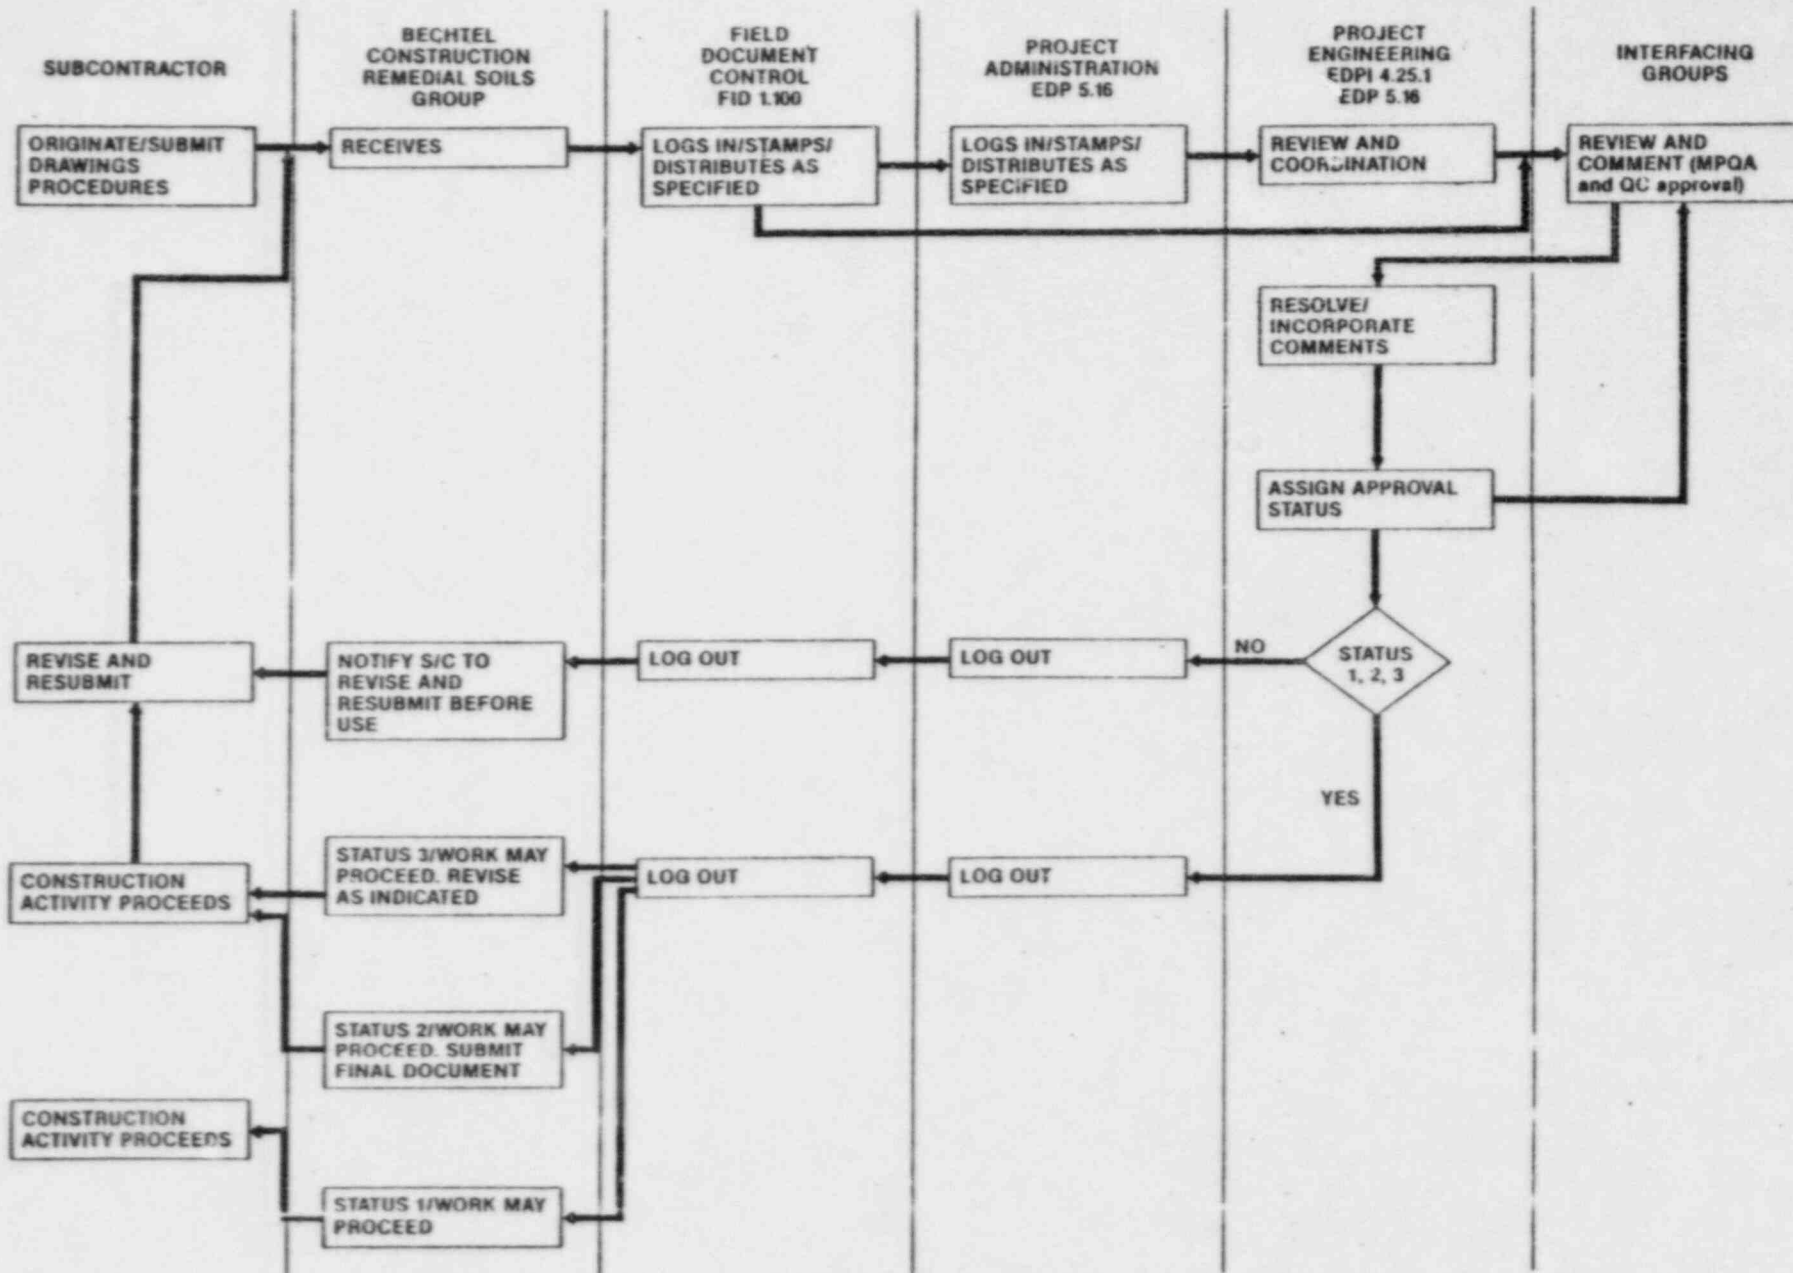 SUBCONTRACTOR
BECHTEL
CONSTRUCTION
REMEDIAL SOILS
GROUP
FIELD
DOCUMENT
CONTROL
FID 1.100
PROJECT
ADMINISTRATION
EDP 5.16
PROJECT
ENGINEERING
EDPI 4.25.1
EDP 5.16
INTERFACING
GROUPS
ORIGINATE/SUBMIT
DRAWINGS
PROCEDURES
RECEIVES
LOGS IN/STAMPS/
DISTRIBUTES AS
SPECIFIED
LOGS IN/STAMPS/
DISTRIBUTES AS
SPECIFIED
REVIEW AND
COORDINATION
REVIEW AND
COMMENT (MPQA
and QC approval)
RESOLVE/
INCORPORATE
COMMENTS
ASSIGN APPROVAL
STATUS
REVISE AND
RESUBMIT
NOTIFY S/C TO
REVISE AND
RESUBMIT BEFORE
USE
LOG OUT
LOG OUT
NO
STATUS
1, 2, 3
YES
CONSTRUCTION
ACTIVITY PROCEEDS
STATUS 3/WORK MAY
PROCEED. REVISE
AS INDICATED
LOG OUT
LOG OUT
STATUS 2/WORK MAY
PROCEED. SUBMIT
FINAL DOCUMENT
CONSTRUCTION
ACTIVITY PROCEEDS
STATUS 1/WORK MAY
PROCEED